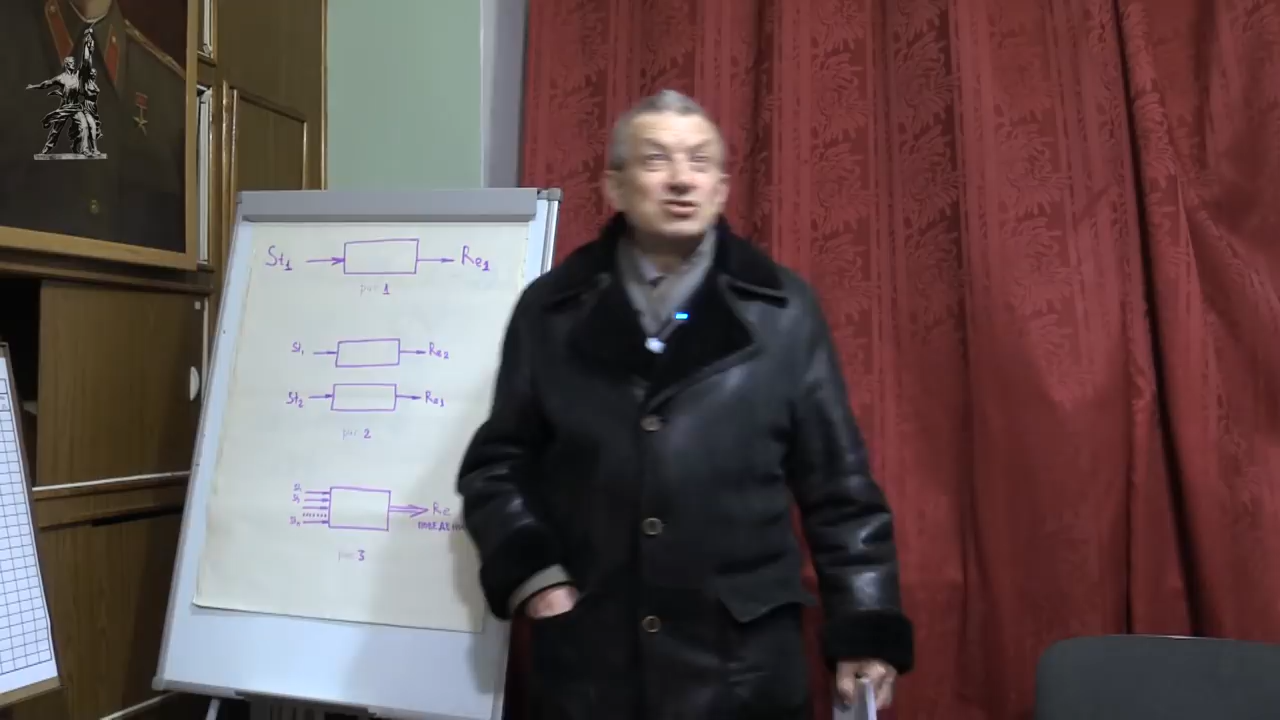 St₁ Re₁
рис 1
St₁ Re₂
St₂ Re₁
рис 2
Re
рис 3